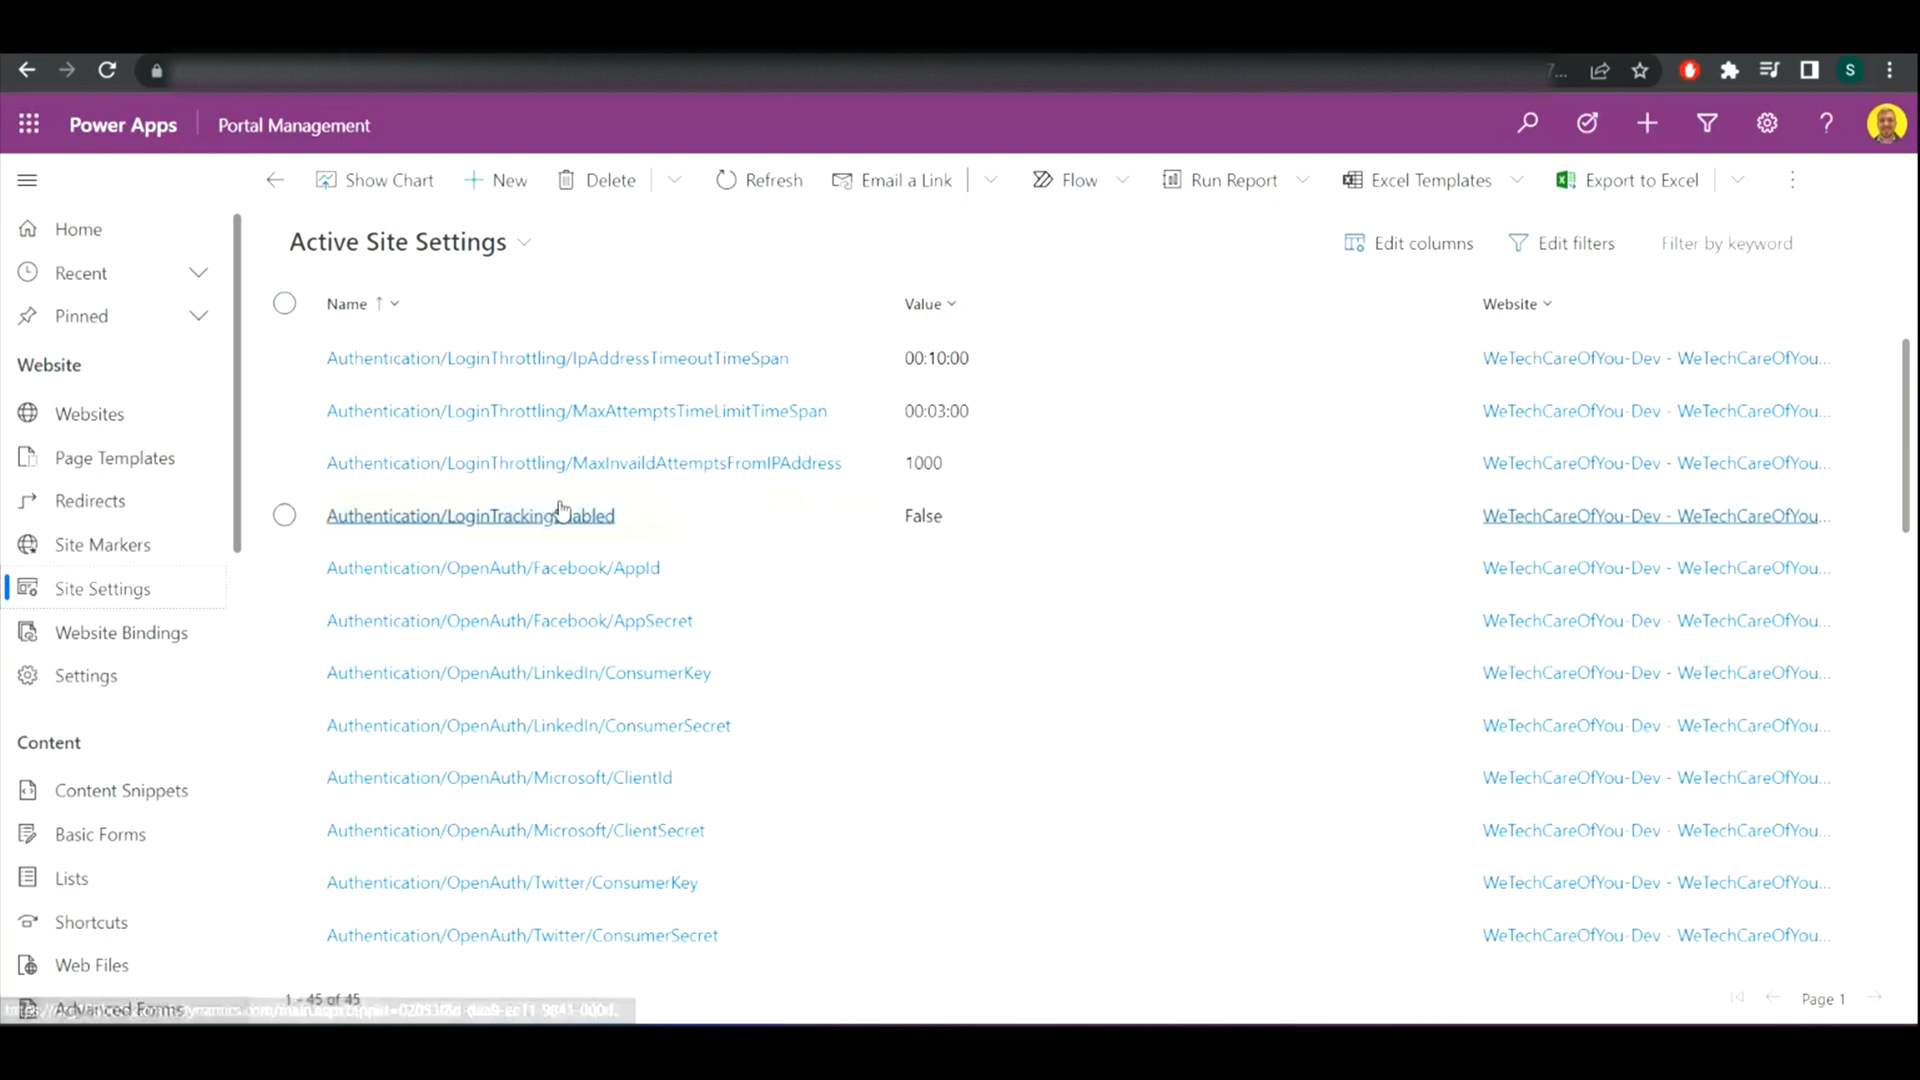 7...
S
Power Apps
Portal Management
Show Chart
New
Delete
Refresh
Email a Link
Flow
Run Report
Excel Templates
Export to Excel
Home
Recent
Pinned
Website
Websites
Page Templates
Redirects
Site Markers
Site Settings
Website Bindings
Settings
Content
Content Snippets
Basic Forms
Lists
Shortcuts
Web Files
Advanced Forms
Active Site Settings
Edit columns
Edit filters
Filter by keyword
Name ↑
Value
Website
Authentication/LoginThrottling/IpAddressTimeoutTimeSpan 00:10:00 WeTechCareOfYou-Dev - WeTechCareOfYou...
Authentication/LoginThrottling/MaxAttemptsTimeLimitTimeSpan 00:03:00 WeTechCareOfYou-Dev - WeTechCareOfYou...
Authentication/LoginThrottling/MaxInvaildAttemptsFromIPAddress 1000 WeTechCareOfYou-Dev - WeTechCareOfYou...
Authentication/LoginTracking abled False WeTechCareOfYou-Dev - WeTechCareOfYou...
Authentication/OpenAuth/Facebook/AppId WeTechCareOfYou-Dev - WeTechCareOfYou...
Authentication/OpenAuth/Facebook/AppSecret WeTechCareOfYou-Dev - WeTechCareOfYou...
Authentication/OpenAuth/LinkedIn/ConsumerKey WeTechCareOfYou-Dev - WeTechCareOfYou...
Authentication/OpenAuth/LinkedIn/ConsumerSecret WeTechCareOfYou-Dev - WeTechCareOfYou...
Authentication/OpenAuth/Microsoft/ClientId WeTechCareOfYou-Dev - WeTechCareOfYou...
Authentication/OpenAuth/Microsoft/ClientSecret WeTechCareOfYou-Dev - WeTechCareOfYou...
Authentication/OpenAuth/Twitter/ConsumerKey WeTechCareOfYou-Dev - WeTechCareOfYou...
Authentication/OpenAuth/Twitter/ConsumerSecret WeTechCareOfYou-Dev - WeTechCareOfYou...
1 - 45 of 45
Page 1